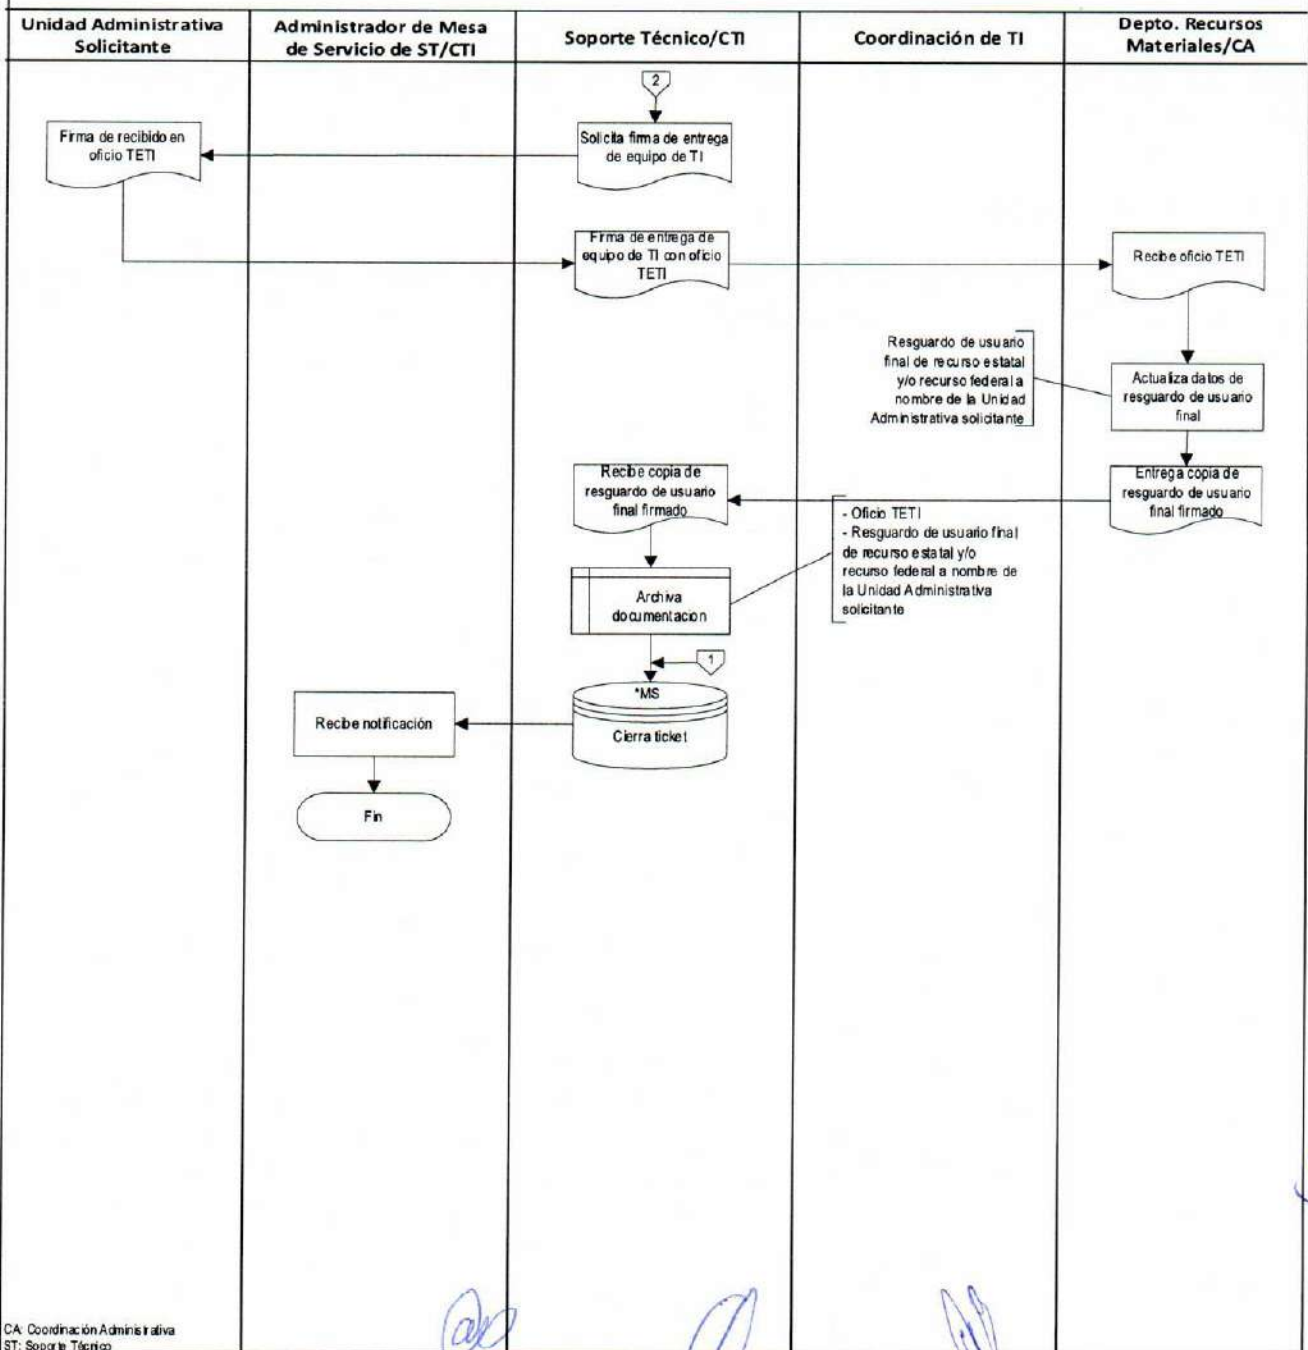 Unidad Administrativa
Solicitante
Administrador de Mesa
de Servicio de ST/CTI
Soporte Técnico/CTI
Coordinación de TI
Depto. Recursos
Materiales/CA
2
Firma de recibido en
oficio TETI
Solicita firma de entrega
de equipo de TI
Firma de entrega de
equipo de TI con oficio
TETI
Recibe oficio TETI
Resguardo de usuario
final de recurso estatal
y/o recurso federal a
nombre de la Unidad
Administrativa solicitante
Actualiza datos de
resguardo de usuario
final
Recibe copia de
resguardo de usuario
final firmado
Entrega copia de
resguardo de usuario
final firmado
- Oficio TETI
- Resguardo de usuario final
de recurso estatal y/o
recurso federal a nombre de
la Unidad Administrativa
solicitante
Archiva
documentacion
1
*MS
Cierra ticket
Recibe notificación
Fin
CA: Coordinación Administrativa
ST: Soporte Técnico